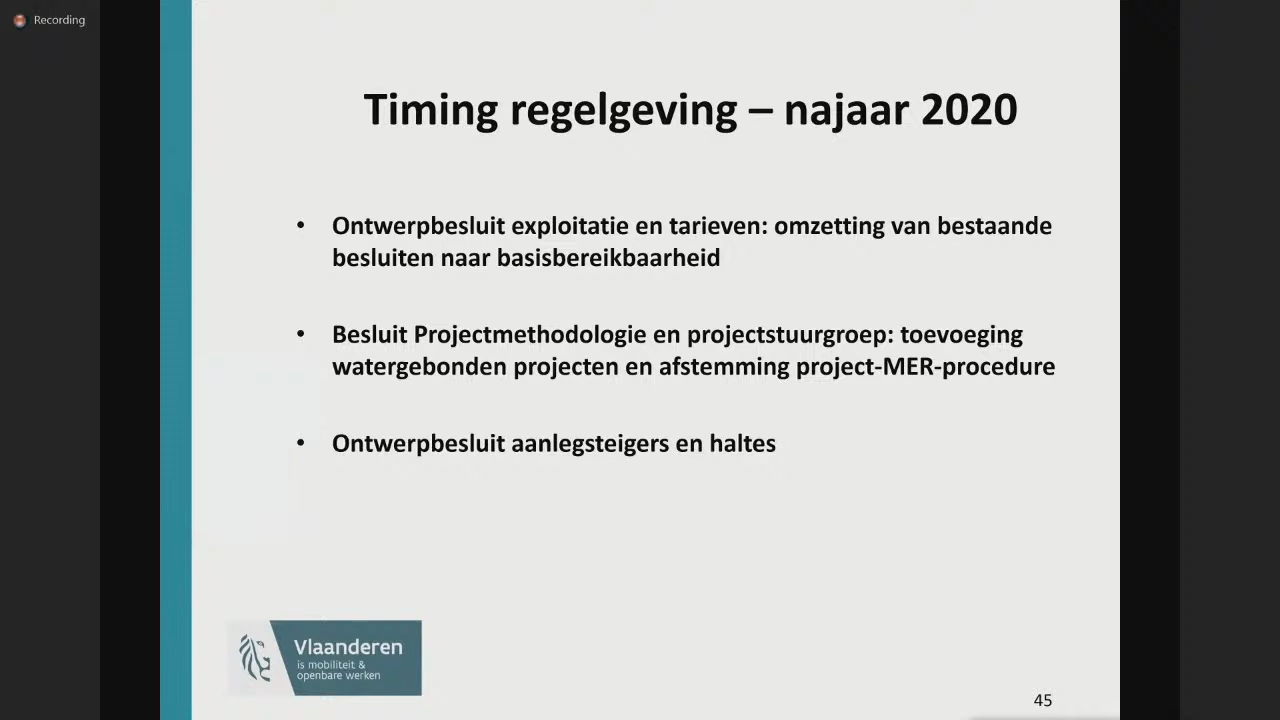 Recording
Timing regelgeving – najaar 2020
• Ontwerpbesluit exploitatie en tarieven: omzetting van bestaande
besluiten naar basisbereikbaarheid
• Besluit Projectmethodologie en projectstuurgroep: toevoeging
watergebonden projecten en afstemming project-MER-procedure
• Ontwerpbesluit aanlegsteigers en haltes
Vlaanderen
is mobiliteit &
openbare werken
45